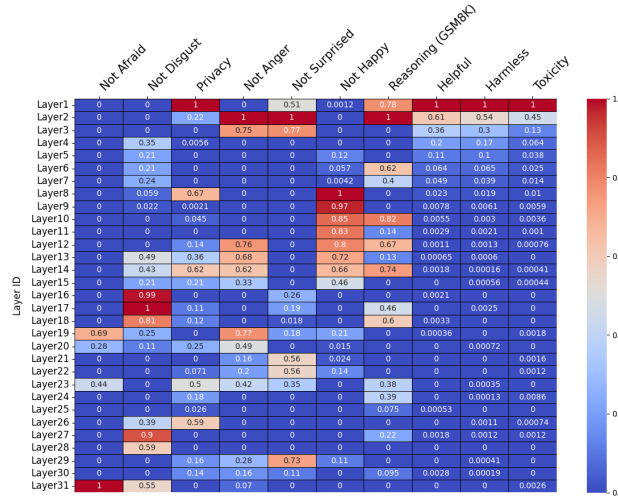 Not Afraid Not Disgust Privacy Not Anger Not Surprised Not Happy Reasoning (GSM8K) Helpful Harmless Toxicity
Layer ID
Layer1 0 0 1 0 0.51 0.0012 0.78 1 1 1
Layer2 0 0 0.22 1 1 0 1 0.61 0.54 0.45
Layer3 0 0 0 0.75 0.77 0 0 0.36 0.3 0.13
Layer4 0 0.35 0.0056 0 0 0 0 0.2 0.17 0.064
Layer5 0 0.21 0 0 0 0.12 0 0.11 0.1 0.038
Layer6 0 0.21 0 0 0 0.057 0.62 0.064 0.065 0.025
Layer7 0 0.24 0 0 0 0.0042 0.4 0.049 0.039 0.014
Layer8 0 0.059 0.67 0 0 1 0 0.023 0.019 0.01
Layer9 0 0.022 0.0021 0 0 0.97 0 0.0078 0.0061 0.0059
Layer10 0 0 0.045 0 0 0.85 0.82 0.0055 0.003 0.0036
Layer11 0 0 0 0 0 0.83 0.14 0.0029 0.0021 0.001
Layer12 0 0 0.14 0.76 0 0.8 0.67 0.0011 0.0013 0.00076
Layer13 0 0.49 0.36 0.68 0 0.72 0.13 0.0065 0.006 0
Layer14 0 0.43 0.62 0.62 0 0.66 0.74 0.0018 0.0016 0.00041
Layer15 0 0.21 0.21 0.33 0 0.46 0 0 0.0056 0.00044
Layer16 0 0.99 0 0 0.26 0 0 0.0021 0 0
Layer17 0 1 0.11 0 0.19 0 0.46 0 0.0025 0
Layer18 0 0.81 0.12 0 0.018 0 0.6 0.0033 0 0
Layer19 0.69 0.25 0 0.77 0.18 0.21 0 0.00036 0 0.0018
Layer20 0.28 0.11 0.25 0.49 0 0.015 0 0 0.00072 0
Layer21 0 0 0 0.16 0.56 0.024 0 0 0 0.0016
Layer22 0 0 0.071 0.2 0.56 0.14 0 0 0 0.0012
Layer23 0.44 0 0.5 0.42 0.35 0 0.38 0 0.00035 0
Layer24 0 0 0.18 0 0 0 0.39 0 0.0013 0.0086
Layer25 0 0 0.026 0 0 0 0.075 0.00053 0 0
Layer26 0 0.39 0.59 0 0 0 0 0 0.0011 0.00074
Layer27 0 0.9 0 0 0 0 0.22 0.0018 0.0012 0.0012
Layer28 0 0.59 0 0 0 0 0 0 0 0
Layer29 0 0 0.16 0.28 0.73 0.11 0 0 0.00041 0
Layer30 0 0 0.14 0.16 0.11 0 0.095 0.0028 0.00019 0
Layer31 1 0.55 0 0.07 0 0 0 0 0 0.0026